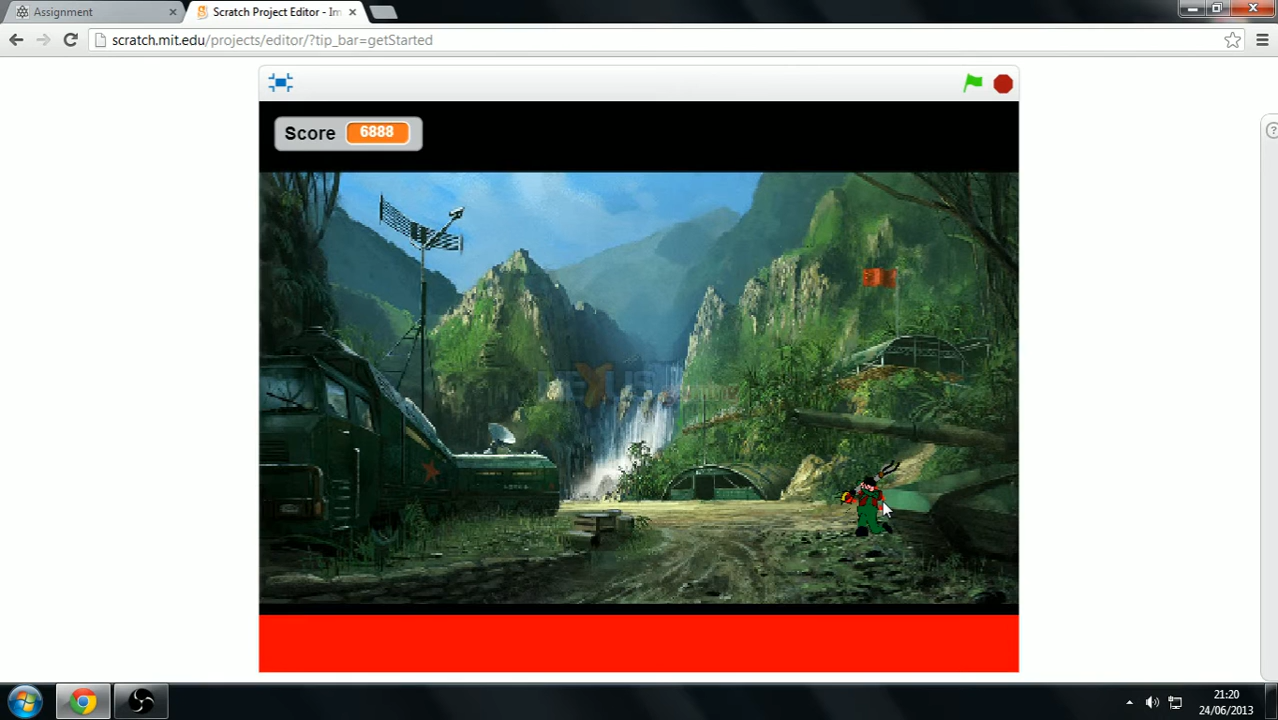 Assignment
Scratch Project Editor - Im
scratch.mit.edu/projects/editor/?tip_bar=getStarted
Score 6888
NEXUS
?
21:20
24/06/2013